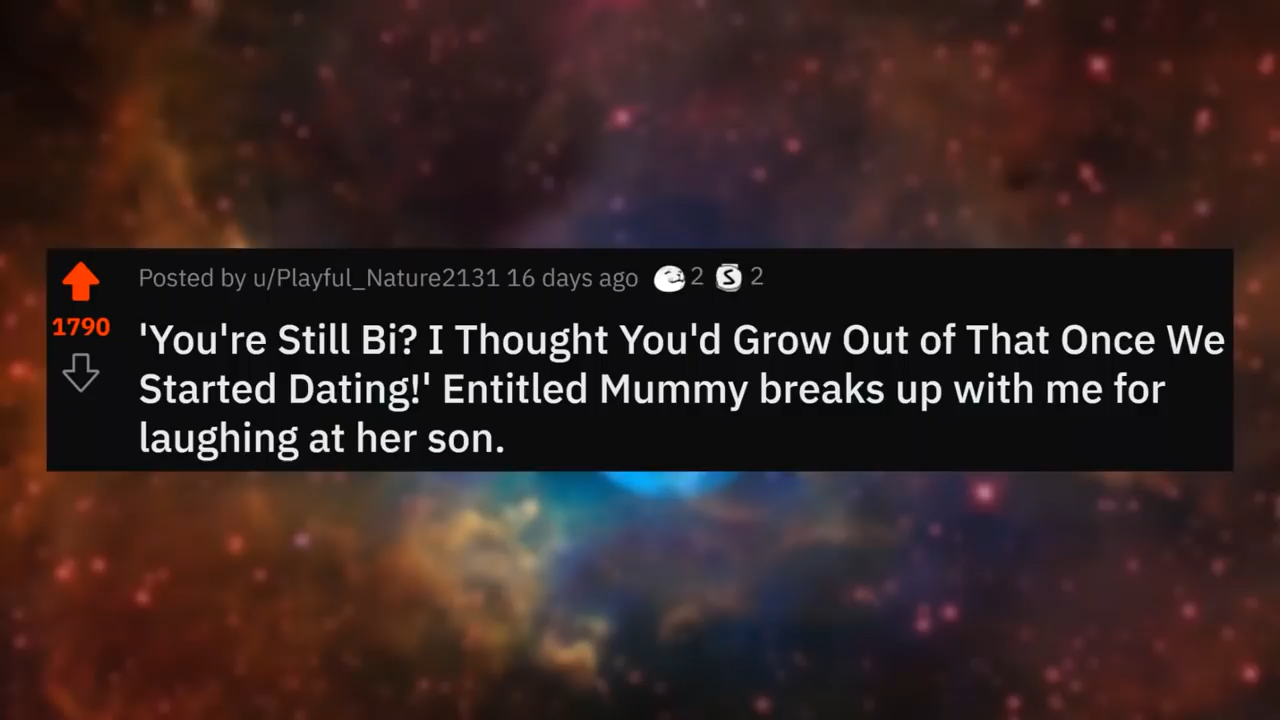 Posted by u/Playful_Nature2131 16 days ago 2 S 2
1790
'You're Still Bi? I Thought You'd Grow Out of That Once We
Started Dating!' Entitled Mummy breaks up with me for
laughing at her son.